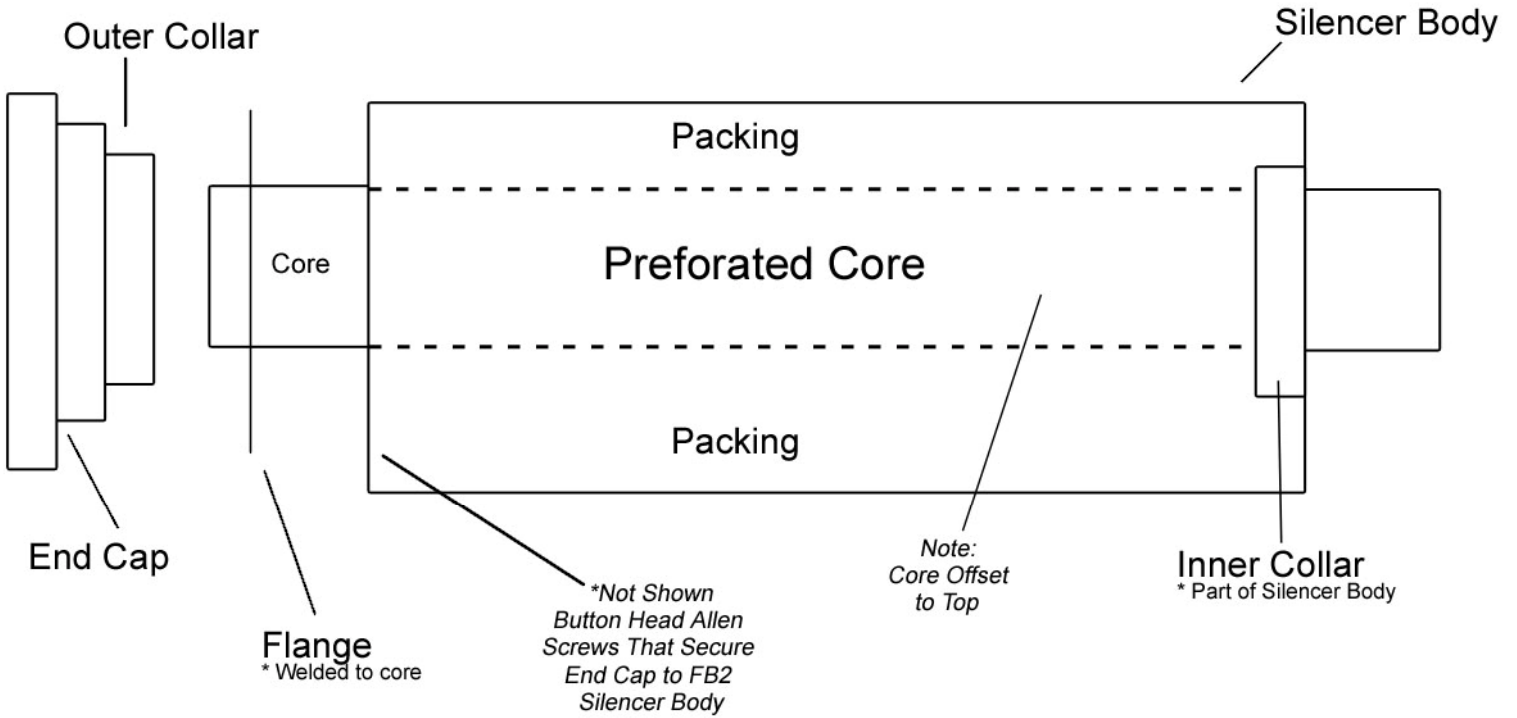 Outer Collar
Silencer Body
Packing
Core
Preforated Core
Packing
End Cap
Flange
* Welded to core
*Not Shown
Button Head Allen
Screws That Secure
End Cap to FB2
Silencer Body
Note:
Core Offset
to Top
Inner Collar
* Part of Silencer Body